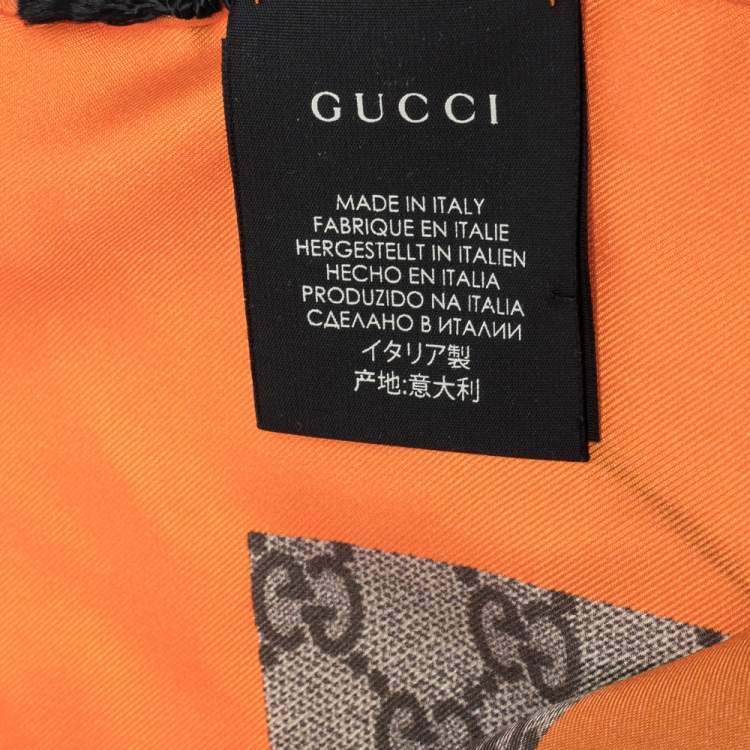 GUCCI
MADE IN ITALY
FABRIQUE EN ITALIE
HERGESTELLT IN ITALIEN
HECHO EN ITALIA
PRODUZIDO NA ITALIA
СДЕЛАНО В ИТАЛИИ
イタリア製
产地:意大利